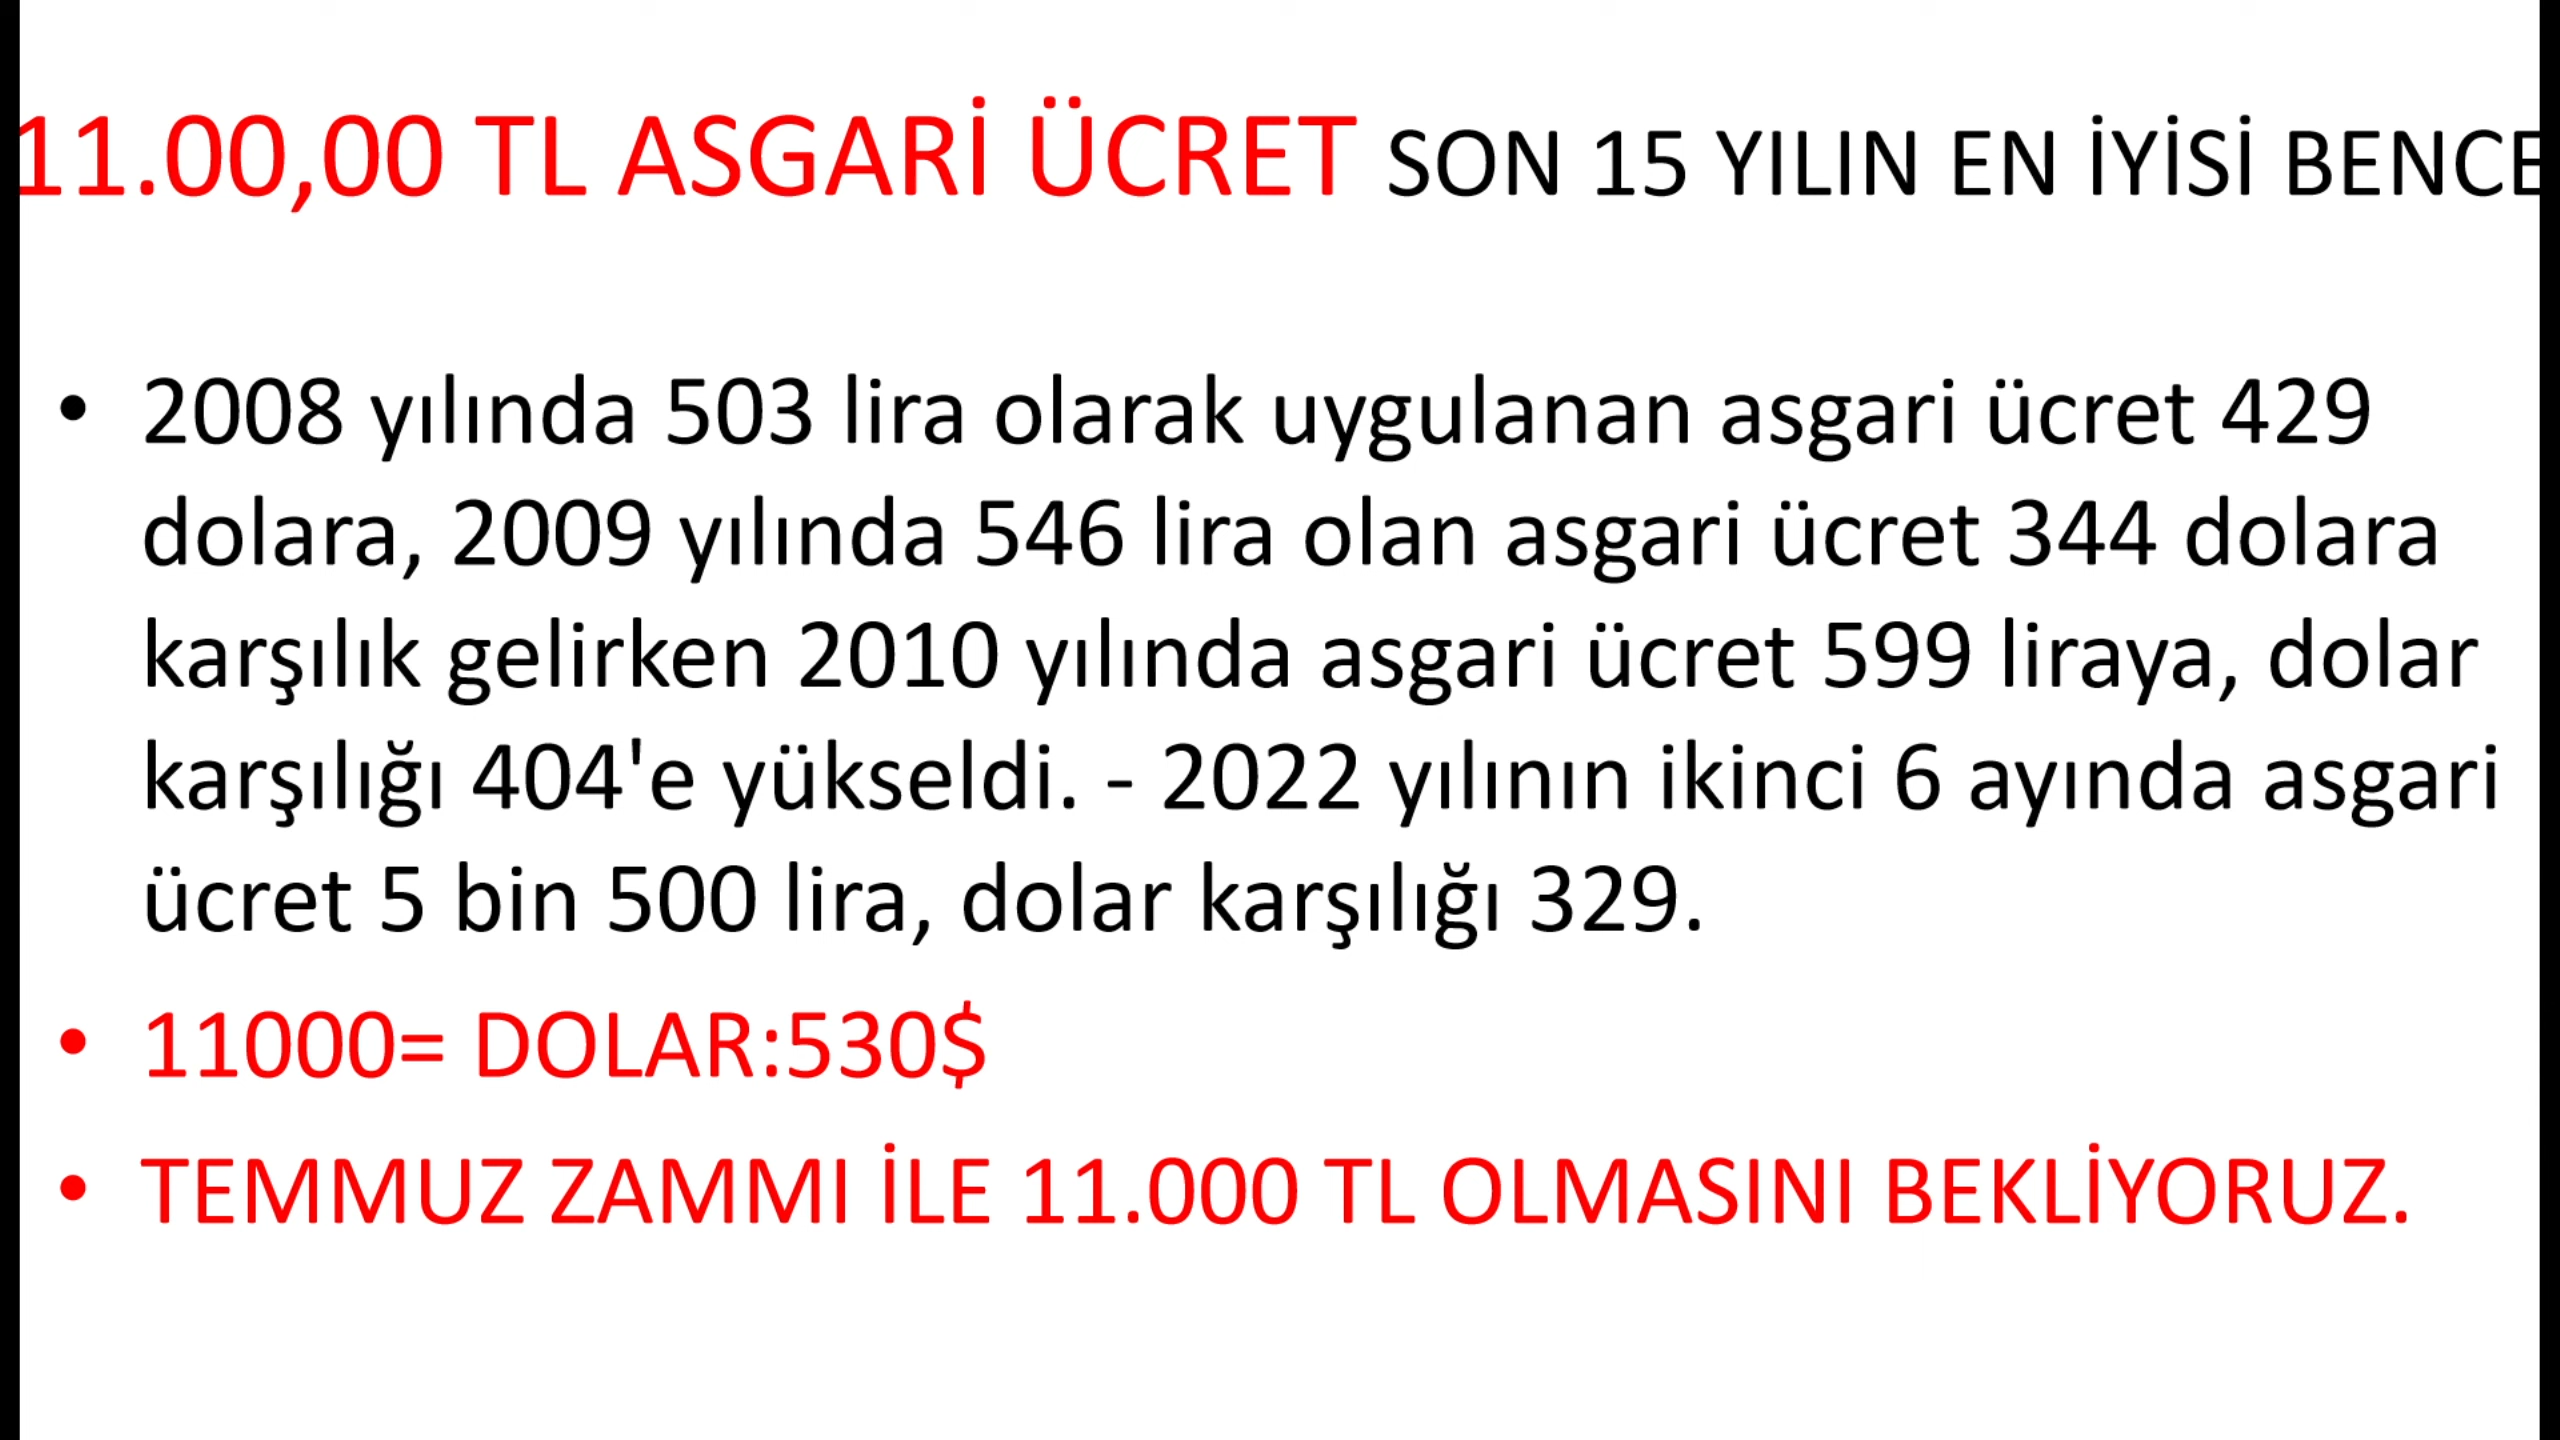 11.00,00 TL ASGARİ ÜCRET SON 15 YILIN EN İYİSİ BENCE
• 2008 yılında 503 lira olarak uygulanan asgari ücret 429
dolara, 2009 yılında 546 lira olan asgari ücret 344 dolara
karşılık gelirken 2010 yılında asgari ücret 599 liraya, dolar
karşılığı 404'e yükseldi. - 2022 yılının ikinci 6 ayında asgari
ücret 5 bin 500 lira, dolar karşılığı 329.
• 11000= DOLAR:530$
• TEMMUZ ZAMMI İLE 11.000 TL OLMASINI BEKLİYORUZ.